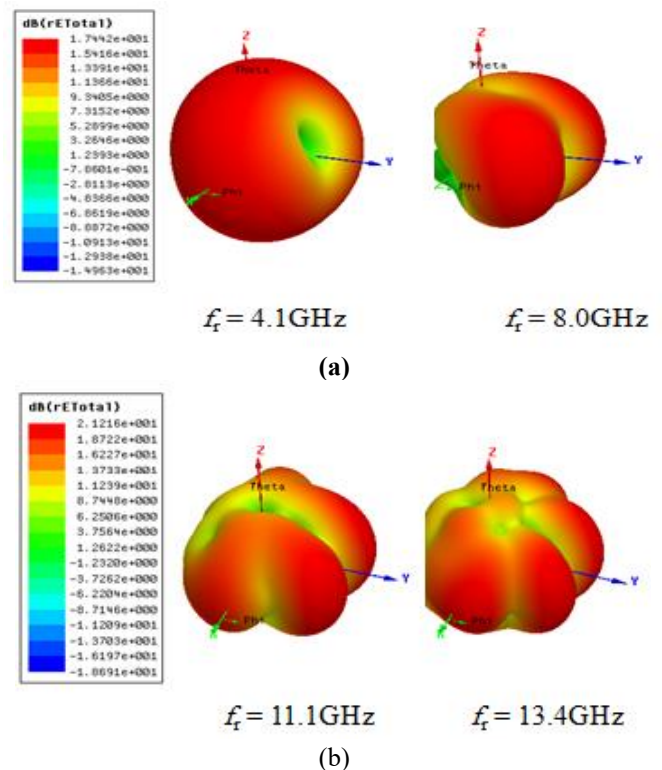 dB(rETotal)
1.7442e+001
1.5416e+001
1.3391e+001
1.1366e+001
9.3405e+000
7.3152e+000
5.2899e+000
3.2646e+000
1.2393e+000
-7.8601e-001
-2.8113e+000
-4.8366e+000
-6.8619e+000
-8.8872e+000
-1.0913e+001
-1.2938e+001
-1.4963e+001
Z
Theta
Phi
Y
Z
Theta
Phi
Y
fr = 4.1GHz
fr = 8.0GHz
(a)
dB(rETotal)
2.1216e+001
1.8722e+001
1.6227e+001
1.3733e+001
1.1239e+001
8.7448e+000
6.2506e+000
3.7564e+000
1.2622e+000
-1.2320e+000
-3.7262e+000
-6.2204e+000
-8.7146e+000
-1.1209e+001
-1.3703e+001
-1.6197e+001
-1.8691e+001
Z
Theta
X
Phi
Y
Z
Theta
X
Phi
Y
fr = 11.1GHz
fr = 13.4GHz
(b)